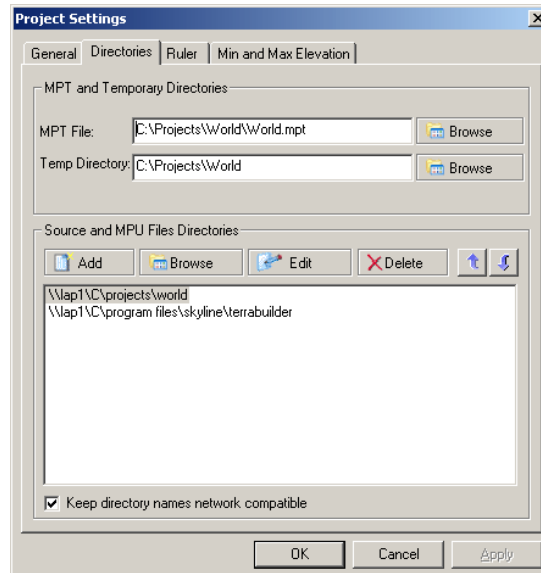 Project Settings
General Directories Ruler Min and Max Elevation
MPT and Temporary Directories
MPT File: C:\Projects\World\World.mpt Browse
Temp Directory: C:\Projects\World Browse
Source and MPU Files Directories
Add Browse Edit Delete
\\lap1\C\projects\world
\\lap1\C\program files\skyline\terrabuilder
Keep directory names network compatible
OK Cancel Apply